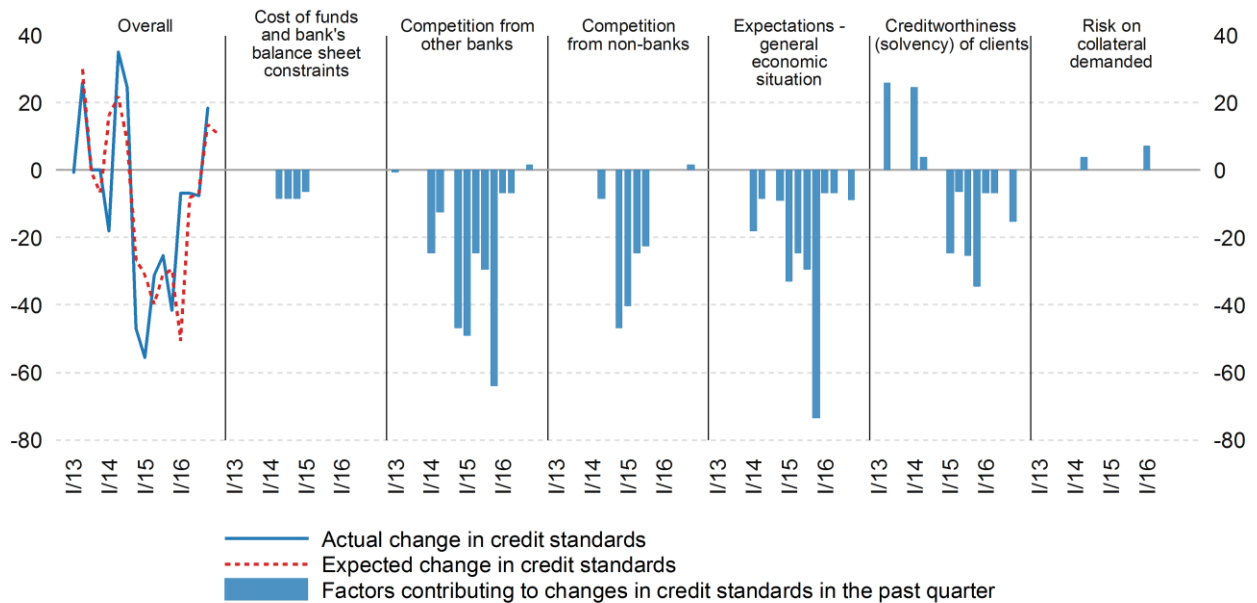 Overall
Cost of funds
and bank's
balance sheet
constraints
Competition from
other banks
Competition
from non-banks
Expectations -
general
economic
situation
Creditworthiness
(solvency) of clients
Risk on
collateral
demanded
40
20
0
-20
-40
-60
-80
40
20
0
-20
-40
-60
-80
I/13 I/14 I/15 I/16 I/13 I/14 I/15 I/16 I/13 I/14 I/15 I/16 I/13 I/14 I/15 I/16 I/13 I/14 I/15 I/16 I/13 I/14 I/15 I/16 I/13 I/14 I/15 I/16
Actual change in credit standards
Expected change in credit standards
Factors contributing to changes in credit standards in the past quarter